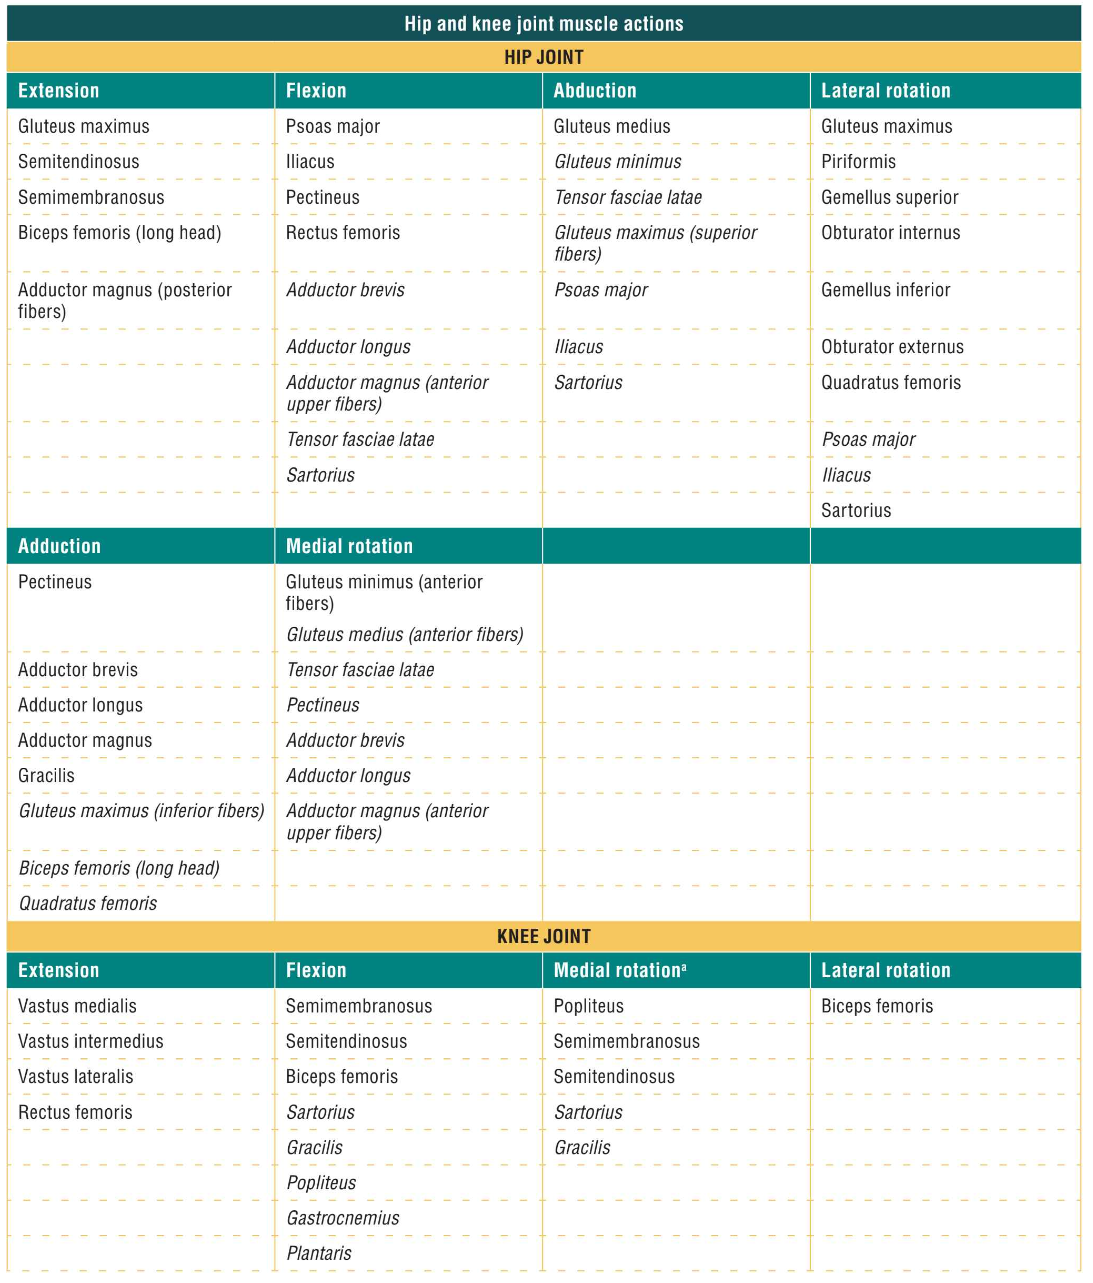 Hip and knee joint muscle actions
HIP JOINT
Extension Flexion Abduction Lateral rotation
Gluteus maximus Psoas major Gluteus medius Gluteus maximus
Semitendinosus Iliacus Gluteus minimus Piriformis
Semimembranosus Pectineus Tensor fasciae latae Gemellus superior
Biceps femoris (long head) Rectus femoris Gluteus maximus (superior Obturator internus
fibers)
Adductor magnus (posterior Adductor brevis Psoas major Gemellus inferior
fibers)
Adductor longus Iliacus Obturator externus
Adductor magnus (anterior Sartorius Quadratus femoris
upper fibers)
Tensor fasciae latae Psoas major
Sartorius Iliacus
Sartorius
Adduction Medial rotation
Pectineus Gluteus minimus (anterior
fibers)
Gluteus medius (anterior fibers)
Adductor brevis Tensor fasciae latae
Adductor longus Pectineus
Adductor magnus Adductor brevis
Gracilis Adductor longus
Gluteus maximus (inferior fibers) Adductor magnus (anterior
upper fibers)
Biceps femoris (long head)
Quadratus femoris
KNEE JOINT
Extension Flexion Medial rotationᵃ Lateral rotation
Vastus medialis Semimembranosus Popliteus Biceps femoris
Vastus intermedius Semitendinosus Semimembranosus
Vastus lateralis Biceps femoris Semitendinosus
Rectus femoris Sartorius Sartorius
Gracilis Gracilis
Popliteus
Gastrocnemius
Plantaris